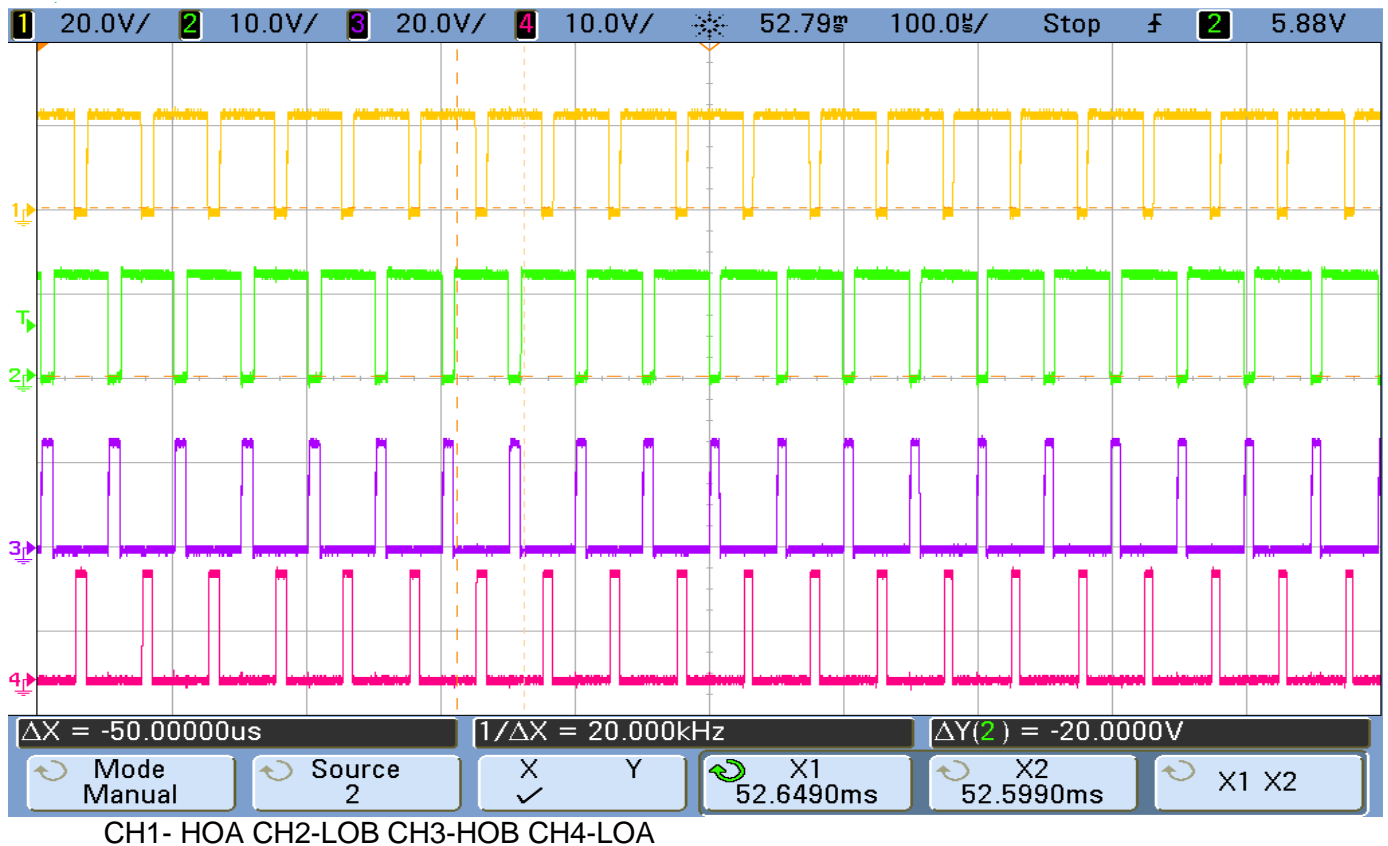 1 20.0V/ 2 10.0V/ 3 20.0V/ 4 10.0V/ 52.79ms 100.0us/ Stop 2 5.88V
1
T
2
3
4
ΔX = -50.00000us 1/ΔX = 20.000kHz ΔY(2) = -20.0000V
Mode Source X Y X1 X2 X1 X2
Manual 2 ✓ 52.6490ms 52.5990ms
CH1- HOA CH2-LOB CH3-HOB CH4-LOA